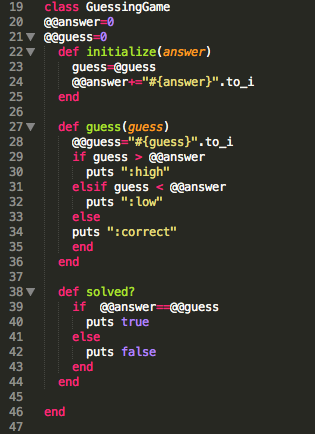 19 class GuessingGame
20 @@answer=0
21 @@guess=0
22   def initialize(answer)
23     guess=@guess
24     @@answer+="#{answer}".to_i
25   end
26
27   def guess(guess)
28     @@guess="#{guess}".to_i
29     if guess > @@answer
30       puts ":high"
31     elsif guess < @@answer
32       puts ":low"
33     else
34     puts ":correct"
35     end
36   end
37
38   def solved?
39     if  @@answer==@@guess
40       puts true
41     else
42       puts false
43     end
44   end
45
46 end
47